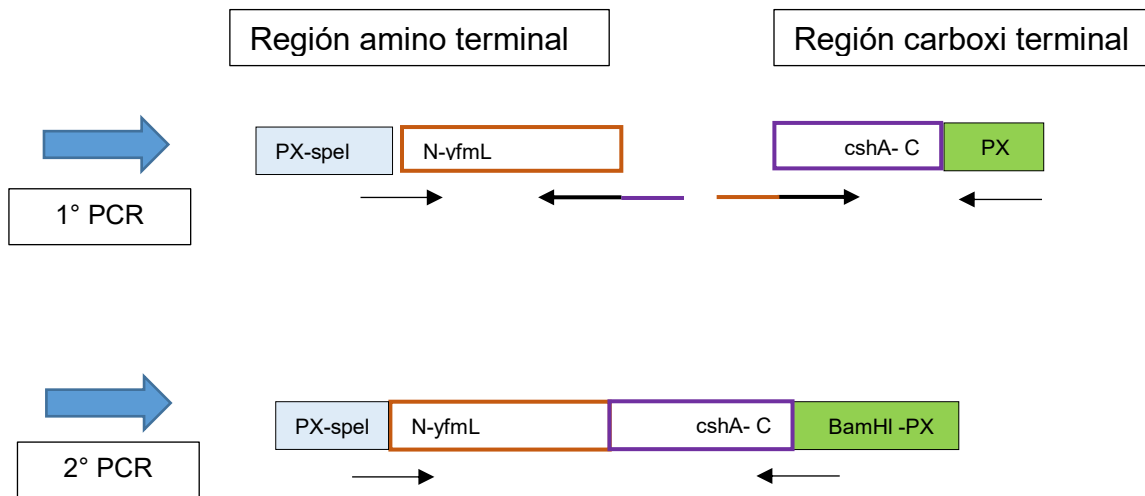 Región amino terminal
Región carboxi terminal
PX-speI
N-yfmL
cshA- C
PX
1° PCR
PX-speI
N-yfmL
cshA- C
BamHI -PX
2° PCR